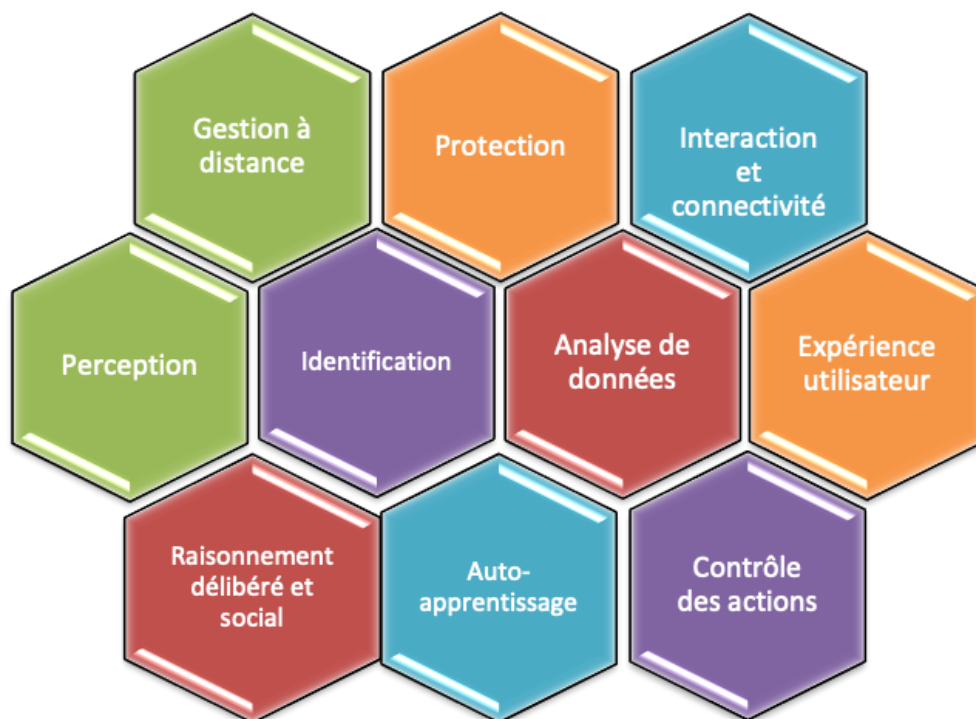 Gestion à
distance
Protection
Interaction
et
connectivité
Perception
Identification
Analyse de
données
Expérience
utilisateur
Raisonnement
délibéré et
social
Auto-
apprentissage
Contrôle
des actions